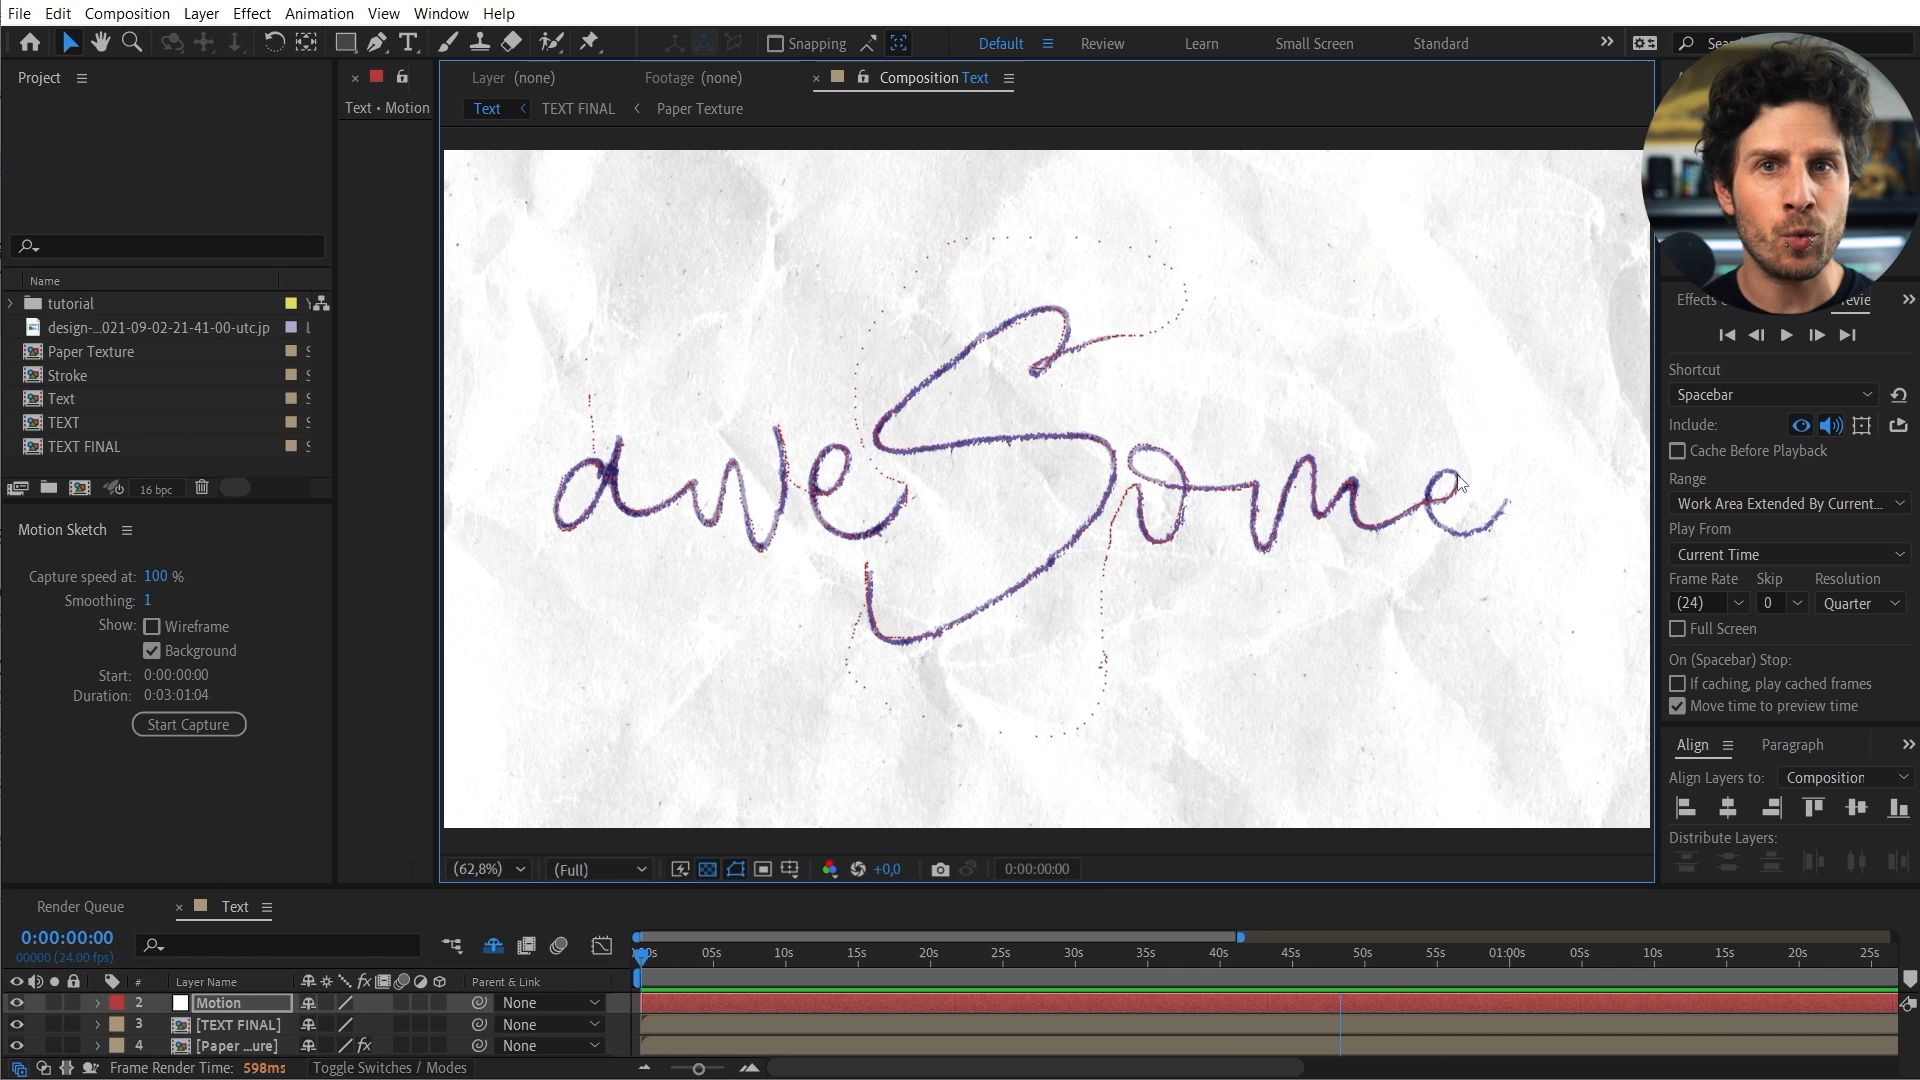 File Edit Composition Layer Effect Animation View Window Help
Snapping Default Review Learn Small Screen Standard
Project
Name
tutorial
design-...021-09-02-21-41-00-utc.jp
Paper Texture
Stroke
Text
TEXT
TEXT FINAL
16 bpc
Motion Sketch
Capture speed at: 100 %
Smoothing: 1
Show: Wireframe
Background
Start: 0:00:00:00
Duration: 0:03:01:04
Start Capture
Text • Motion
Layer (none) Footage (none) Composition Text
Text TEXT FINAL Paper Texture
aweSome
(62,8%) (Full) +0,0 0:00:00:00
Shortcut
Spacebar
Include:
Cache Before Playback
Range
Work Area Extended By Current...
Play From
Current Time
Frame Rate Skip Resolution
(24) 0 Quarter
Full Screen
On (Spacebar) Stop:
If caching, play cached frames
Move time to preview time
Align Paragraph
Align Layers to: Composition
Distribute Layers:
Render Queue Text
0:00:00:00
00000 (24.00 fps)
05s 10s 15s 20s 25s 30s 35s 40s 45s 50s 55s 01:00s 05s 10s 15s 20s 25s
# Layer Name fx Parent & Link
2 Motion None
3 [TEXT FINAL] None
4 [Paper ...ure] fx None
Frame Render Time: 598ms Toggle Switches / Modes